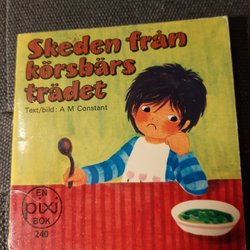 Skeden från
körsbärs
trädet
Text/bild: A M Constant
EN
pixi
BOK
240